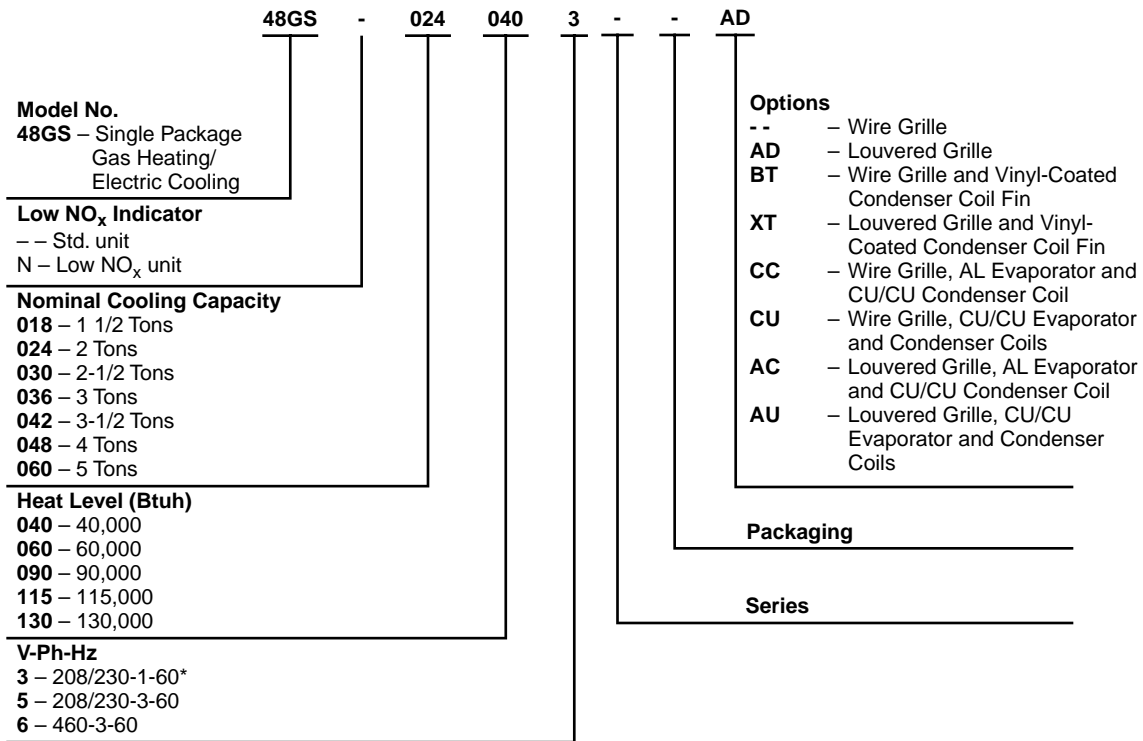 48GS - 024 040 3 - - AD
Model No.
48GS – Single Package
Gas Heating/
Electric Cooling
Low NOx Indicator
– – Std. unit
N – Low NOx unit
Nominal Cooling Capacity
018 – 1 1/2 Tons
024 – 2 Tons
030 – 2-1/2 Tons
036 – 3 Tons
042 – 3-1/2 Tons
048 – 4 Tons
060 – 5 Tons
Heat Level (Btuh)
040 – 40,000
060 – 60,000
090 – 90,000
115 – 115,000
130 – 130,000
V-Ph-Hz
3 – 208/230-1-60*
5 – 208/230-3-60
6 – 460-3-60
Options
- - – Wire Grille
AD – Louvered Grille
BT – Wire Grille and Vinyl-Coated
Condenser Coil Fin
XT – Louvered Grille and Vinyl-
Coated Condenser Coil Fin
CC – Wire Grille, AL Evaporator and
CU/CU Condenser Coil
CU – Wire Grille, CU/CU Evaporator
and Condenser Coils
AC – Louvered Grille, AL Evaporator
and CU/CU Condenser Coil
AU – Louvered Grille, CU/CU
Evaporator and Condenser
Coils
Packaging
Series